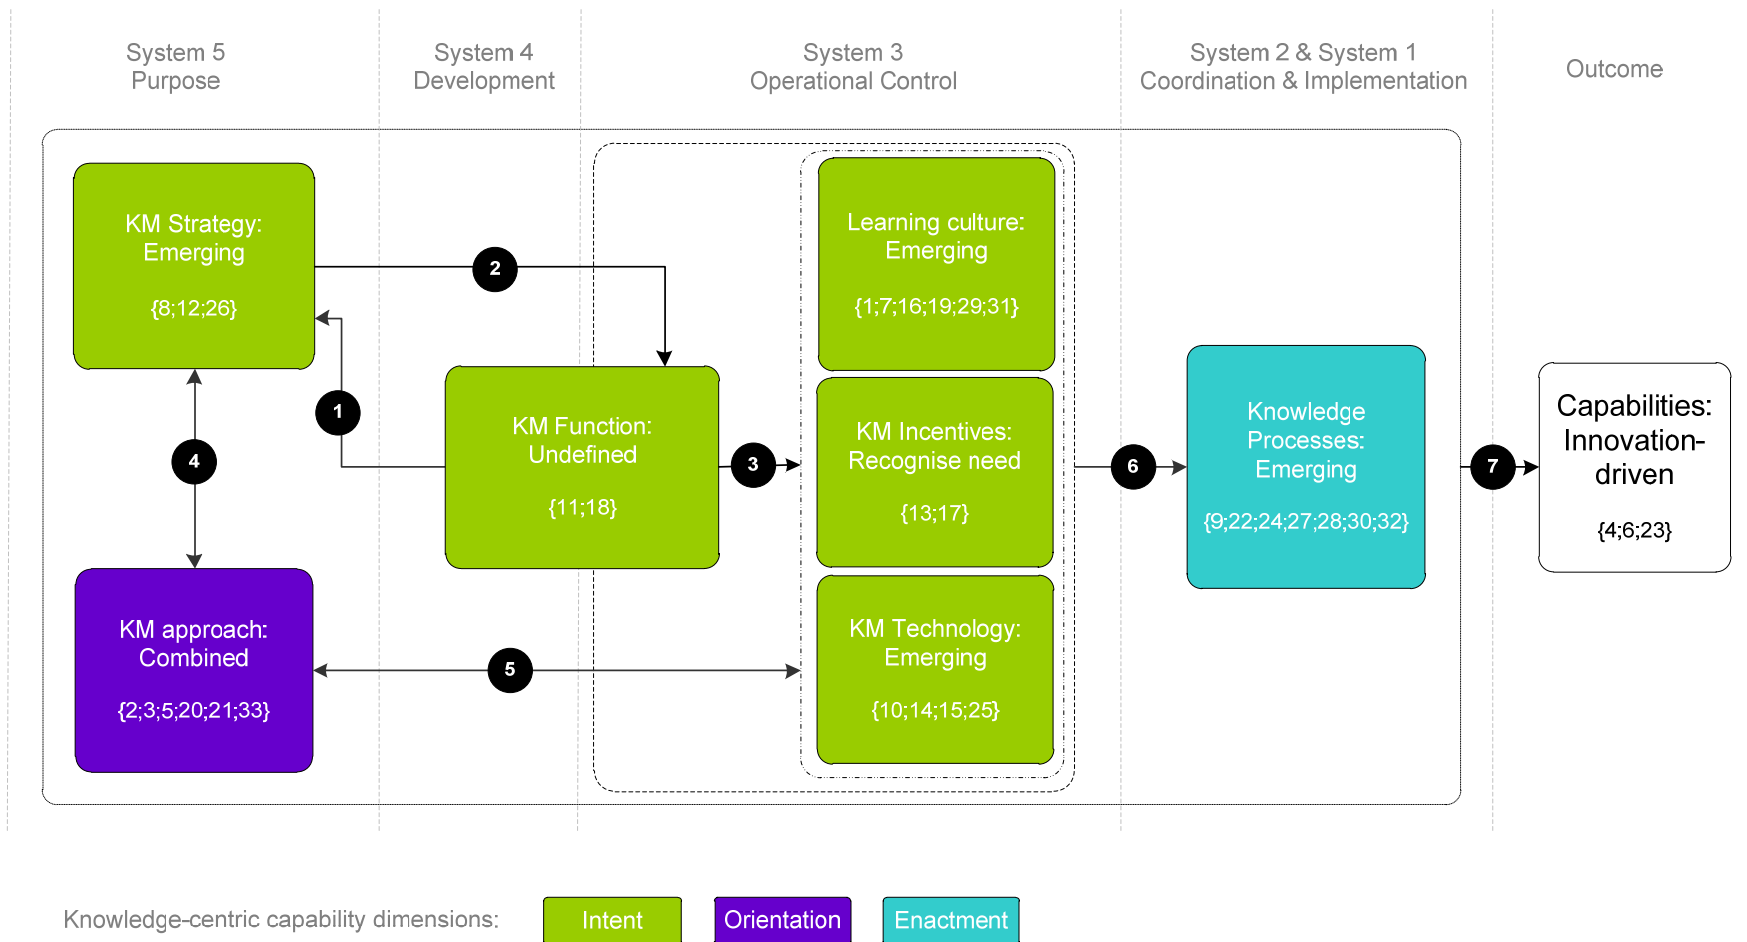 System 5
Purpose
System 4
Development
System 3
Operational Control
System 2 & System 1
Coordination & Implementation
Outcome
KM Strategy:
Emerging
{8;12;26}
2
1
4
KM approach:
Combined
{2;3;5;20;21;33}
KM Function:
Undefined
{11;18}
3
5
Learning culture:
Emerging
{1;7;16;19;29;31}
KM Incentives:
Recognise need
{13;17}
KM Technology:
Emerging
{10;14;15;25}
6
Knowledge
Processes:
Emerging
{9;22;24;27;28;30;32}
7
Capabilities:
Innovation-
driven
{4;6;23}
Knowledge-centric capability dimensions:
Intent
Orientation
Enactment